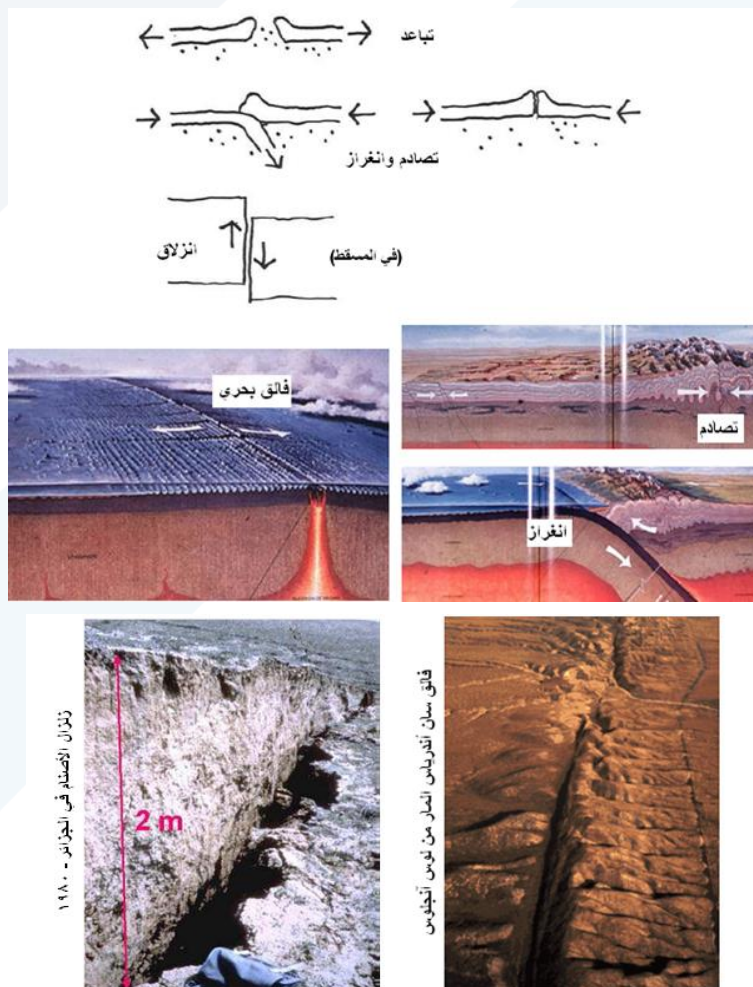 تباعد
تصادم وانغراز
انزلاق
(في المسقط)
فالق بحري
تصادم
انغراز
زلزال الأصنام في الجزائر - ١٩٨٠
2 m
فالق سان أندرياس المار من لوس آنجلوس